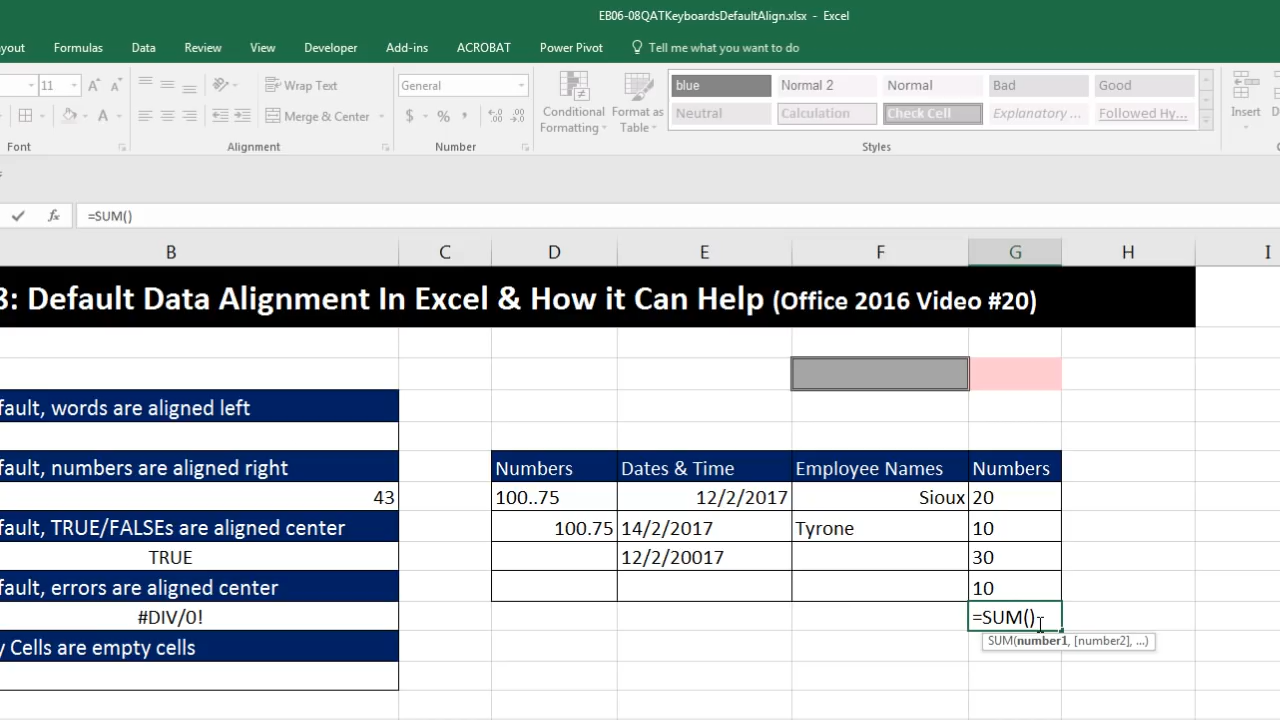 EB06-08QATKeyboardsDefaultAlign.xlsx - Excel
Formulas Data Review View Developer Add-ins ACROBAT Power Pivot Tell me what you want to do
11 A A Wrap Text General blue Normal 2 Normal Bad Good
Merge & Center $ % , Conditional Formatting Format as Table Neutral Calculation Check Cell Explanatory ... Followed Hy... Insert
Font Alignment Number Styles
fx =SUM()
B C D E F G H I
: Default Data Alignment In Excel & How it Can Help (Office 2016 Video #20)
fault, words are aligned left
fault, numbers are aligned right Numbers Dates & Time Employee Names Numbers
43 100..75 12/2/2017 Sioux 20
fault, TRUE/FALSEs are aligned center 100.75 14/2/2017 Tyrone 10
TRUE 12/2/20017 30
fault, errors are aligned center 10
#DIV/0! =SUM()
SUM(number1, [number2], ...)
y Cells are empty cells